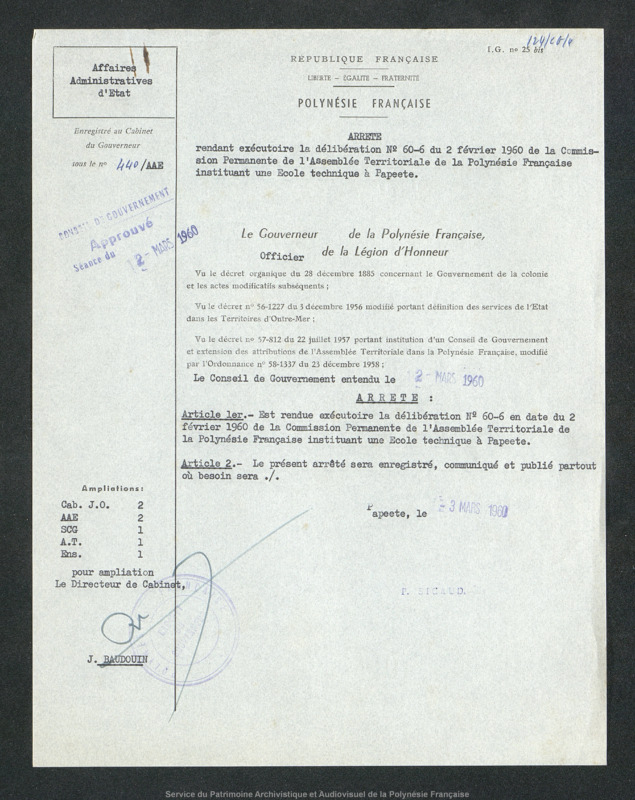 I.G. nº 25 bis
Affaires
Administratives
d'Etat
Enregistré au Cabinet
du Gouverneur
sous le nº 440/AAE
CONSEIL DE GOUVERNEMENT
Approuvé
Séance du 2 - MARS 1960
RÉPUBLIQUE FRANÇAISE
LIBERTÉ – ÉGALITÉ – FRATERNITÉ
POLYNÉSIE FRANÇAISE
ARRETE
rendant exécutoire la délibération Nº 60-6 du 2 février 1960 de la Commis-
sion Permanente de l'Assemblée Territoriale de la Polynésie Française
instituant une Ecole technique à Papeete.
Le Gouverneur de la Polynésie Française,
Officier de la Légion d'Honneur
Vu le décret organique du 28 décembre 1885 concernant le Gouvernement de la colonie
et les actes modificatifs subséquents ;
Vu le décret nº 56-1227 du 3 décembre 1956 modifié portant définition des services de l'Etat
dans les Territoires d'Outre-Mer ;
Vu le décret nº 57-812 du 22 juillet 1957 portant institution d'un Conseil de Gouvernement
et extension des attributions de l'Assemblée Territoriale dans la Polynésie Française, modifié
par l'Ordonnance nº 58-1337 du 23 décembre 1958 ;
Le Conseil de Gouvernement entendu le 2 - MARS 1960
A R R E T E :
Article 1er.- Est rendue exécutoire la délibération Nº 60-6 en date du 2
février 1960 de la Commission Permanente de l'Assemblée Territoriale de
la Polynésie Française instituant une Ecole technique à Papeete.
Article 2.- Le présent arrêté sera enregistré, communiqué et publié partout
où besoin sera ./.
Papeete, le 3 MARS 1960
Ampliations:
Cab. J.O. 2
AAE 2
SCG 1
A.T. 1
Ens. 1
pour ampliation
Le Directeur de Cabinet,
J. BAUDOUIN
P. SICAUD.
Service du Patrimoine Archivistique et Audiovisuel de la Polynésie Française